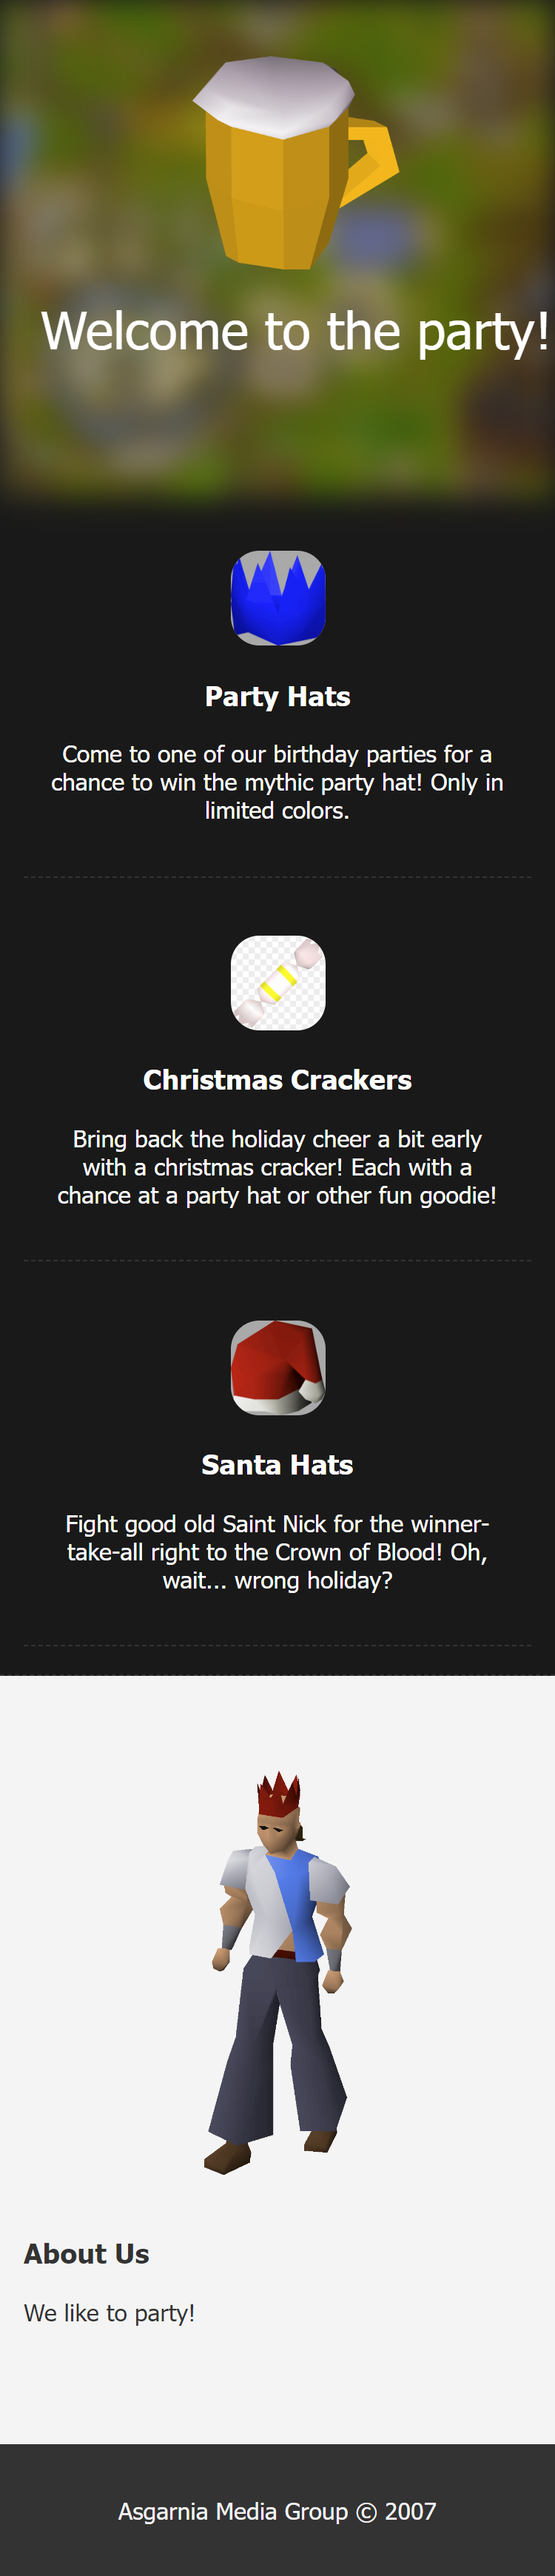 Welcome to the party!
Party Hats
Come to one of our birthday parties for a
chance to win the mythic party hat! Only in
limited colors.
Christmas Crackers
Bring back the holiday cheer a bit early
with a christmas cracker! Each with a
chance at a party hat or other fun goodie!
Santa Hats
Fight good old Saint Nick for the winner-
take-all right to the Crown of Blood! Oh,
wait... wrong holiday?
About Us
We like to party!
Asgarnia Media Group © 2007